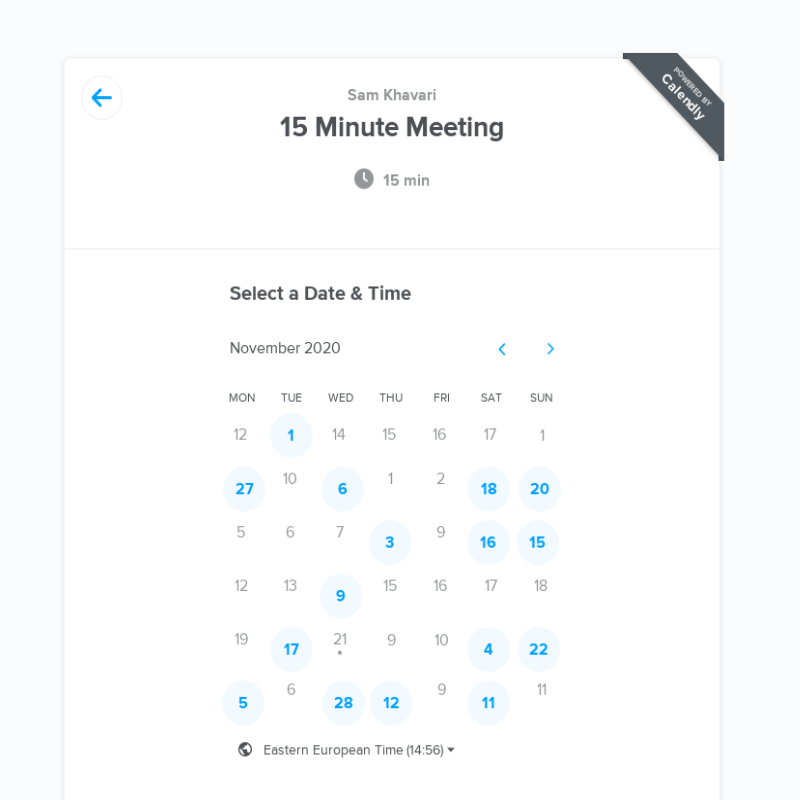 POWERED BY
Calendly
Sam Khavari
15 Minute Meeting
15 min
Select a Date & Time
November 2020
MON TUE WED THU FRI SAT SUN
12 1 14 15 16 17 1
27 10 6 1 2 18 20
5 6 7 3 9 16 15
12 13 9 15 16 17 18
19 17 21 9 10 4 22
5 6 28 12 9 11 11
Eastern European Time (14:56)